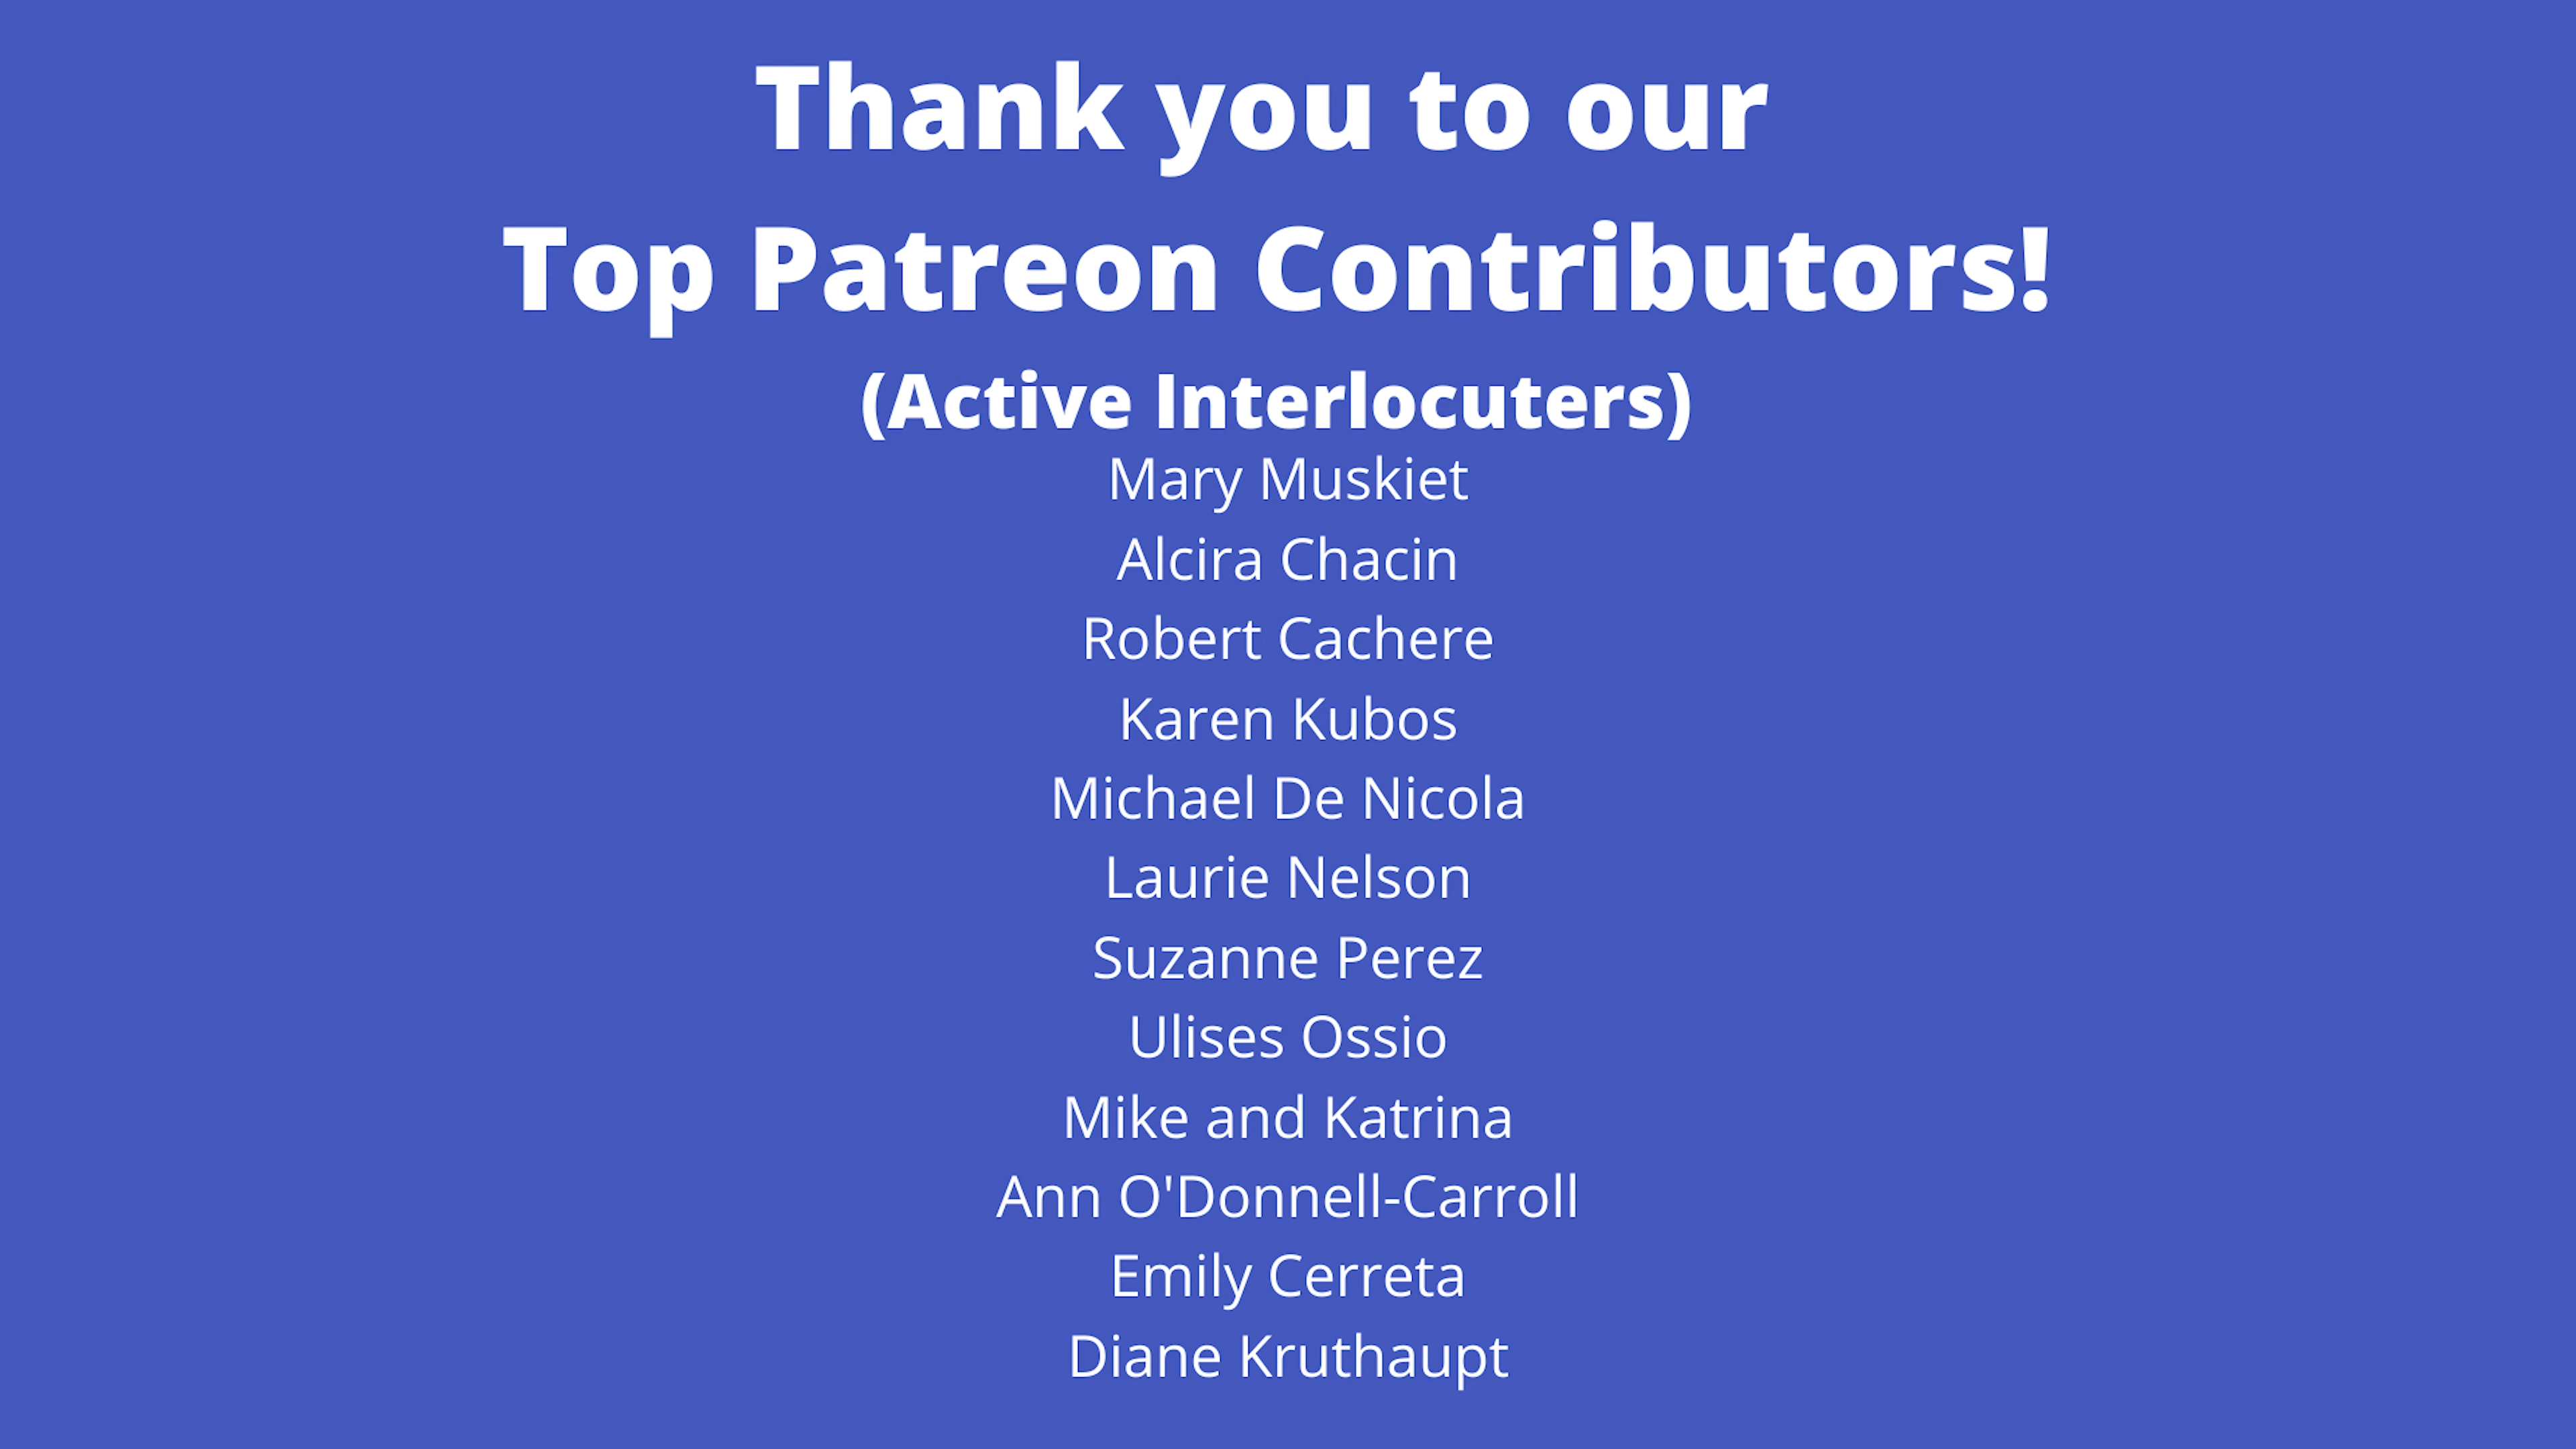 Thank you to our
Top Patreon Contributors!
(Active Interlocuters)
Mary Muskiet
Alcira Chacin
Robert Cachere
Karen Kubos
Michael De Nicola
Laurie Nelson
Suzanne Perez
Ulises Ossio
Mike and Katrina
Ann O'Donnell-Carroll
Emily Cerreta
Diane Kruthaupt